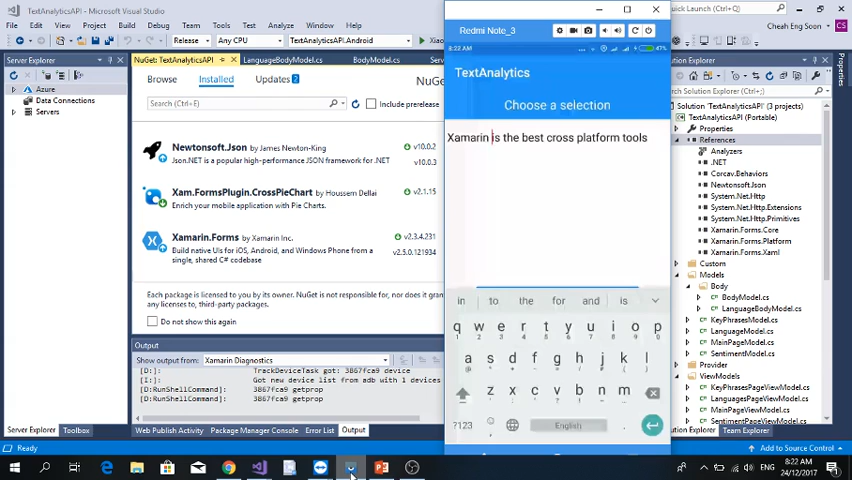 TextAnalyticsAPI - Microsoft Visual Studio
Quick Launch (Ctrl+Q)
File Edit View Project Build Debug Team Tools Test Analyze Window Help
Cheah Eng Soon
Release Any CPU TextAnalyticsAPI.Android
Server Explorer
Azure
Data Connections
Servers
NuGet: TextAnalyticsAPI LanguageBodyModel.cs BodyModel.cs
Browse Installed Updates 2
Search (Ctrl+E) Include prerelease
Newtonsoft.Json by James Newton-King
Json.NET is a popular high-performance JSON framework for .NET
v10.0.2
v10.0.3
Xam.FormsPlugin.CrossPieChart by Houssem Dellai
Enrich your mobile application with Pie Charts.
v2.1.15
Xamarin.Forms by Xamarin Inc.
Build native UIs for iOS, Android, and Windows Phone from a single, shared C# codebase
v2.3.4.231
v2.5.0.121934
Each package is licensed to you by its owner. NuGet is not responsible for, nor does it grant any licenses to, third-party packages.
Do not show this again
Output
Show output from: Xamarin Diagnostics
[D:]: TrackDeviceTask got: 3867fca9 device
[I:]: Got new device list from adb with 1 devices
[D:RunShellCommand]: 3867fca9 getprop
[D:RunShellCommand]: 3867fca9 getprop
Server Explorer Toolbox
Web Publish Activity Package Manager Console Error List Output
Redmi Note_3
8:22 AM 47%
TextAnalytics
Choose a selection
Xamarin is the best cross platform tools
in to the for and is
q w e r t y u i o p
a s d f g h j k l
z x c v b n m
?123 English .
Solution Explorer
Search Solution Explorer
Solution 'TextAnalyticsAPI' (3 projects)
TextAnalyticsAPI (Portable)
Properties
References
Analyzers
.NET
Corcav.Behaviors
Newtonsoft.Json
System.Net.Http
System.Net.Http.Extensions
System.Net.Http.Primitives
Xamarin.Forms.Core
Xamarin.Forms.Platform
Xamarin.Forms.Xaml
Custom
Models
Body
BodyModel.cs
LanguageBodyModel.cs
KeyPhrasesModel.cs
LanguageModel.cs
MainPageModel.cs
SentimentModel.cs
Provider
ViewModels
KeyPhrasesPageViewModel.cs
LanguagesPageViewModel.cs
MainPageViewModel.cs
Team Explorer
Properties
Ready
Add to Source Control
ENG
8:22 AM
24/12/2017